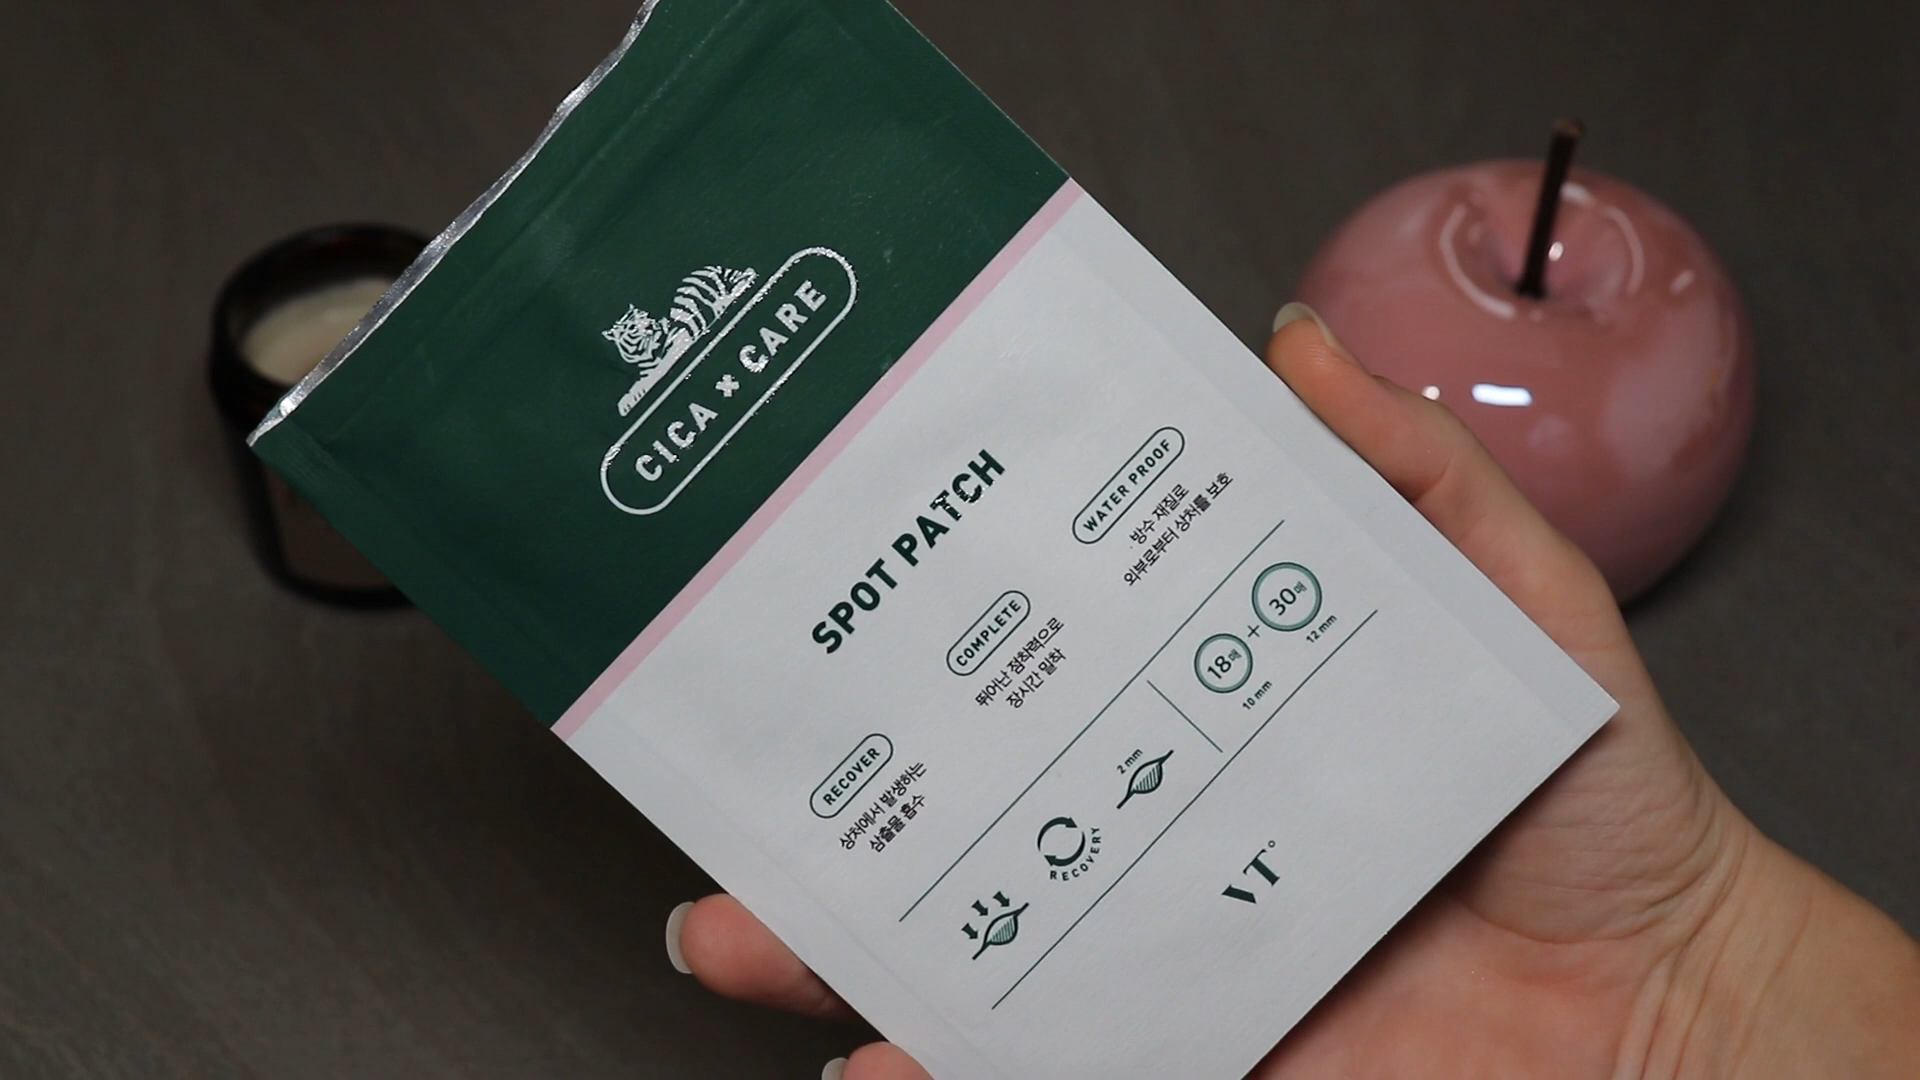 CICA × CARE
SPOT PATCH
RECOVER
상처에서 발생하는
삼출물 흡수
COMPLETE
뛰어난 점착력으로
장시간 밀착
WATER PROOF
방수 재질로
외부로부터 상처를 보호
RECOVERY
2 mm
18매 + 30매
10 mm
12 mm
VT